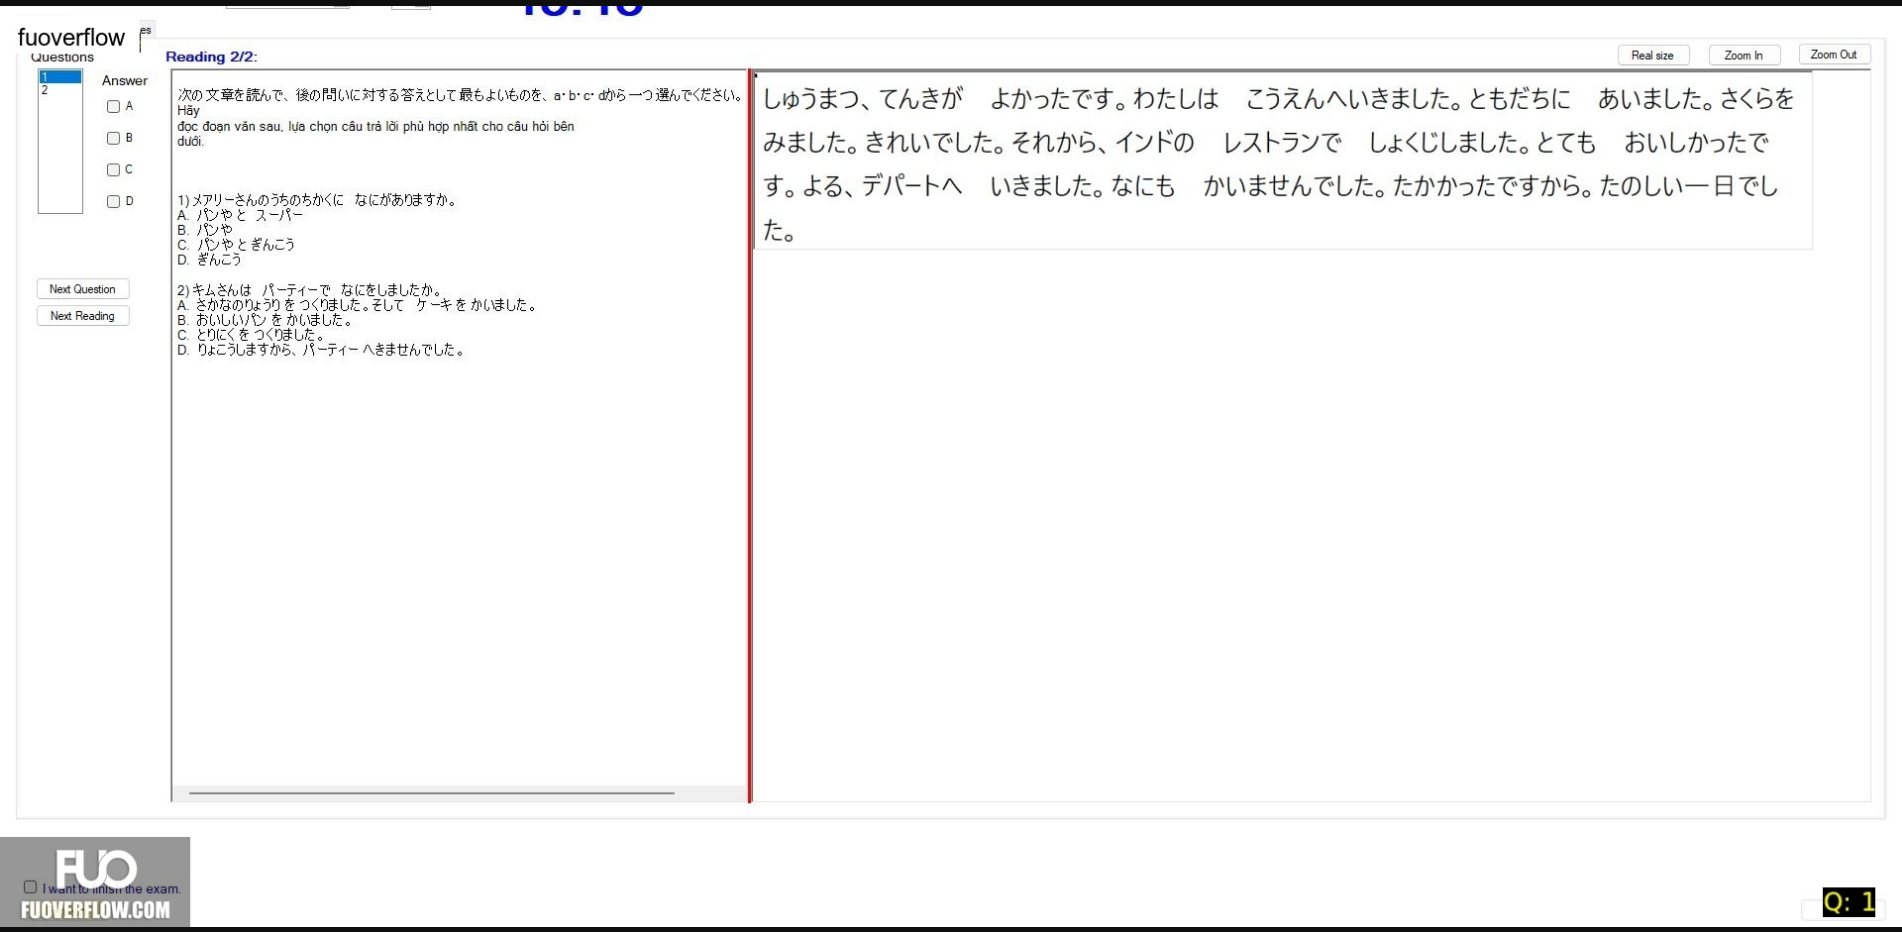 fuoverflow
es
Questions
Reading 2/2:
Real size
Zoom In
Zoom Out
1
2
Answer
A
B
C
D
Next Question
Next Reading
次の文章を読んで、後の問いに対する答えとして最もよいものを、a・b・c・dから一つ選んでください。
Hãy
đọc đoạn văn sau, lựa chọn câu trả lời phù hợp nhất cho câu hỏi bên
dưới.
1) メアリーさんのうちのちかくに　なにがありますか。
A. パンやと スーパー
B. パンや
C. パンやとぎんこう
D. ぎんこう
2) キムさんは　パーティーで　なにをしましたか。
A. さかなのりょうり を つくりました。そして　ケーキを かいました。
B. おいしいパン を かいました。
C. とりにくを つくりました。
D. りょこうしますから、パーティー へきませんでした。
しゅうまつ、てんきが　よかったです。わたしは　こうえんへいきました。ともだちに　あいました。さくらを
みました。きれいでした。それから、インドの　レストランで　しょくじしました。とても　おいしかったで
す。よる、デパートへ　いきました。なにも　かいませんでした。たかかったですから。たのしい一日でし
た。
FUO
I want to finish the exam.
FUOVERFLOW.COM
Q: 1